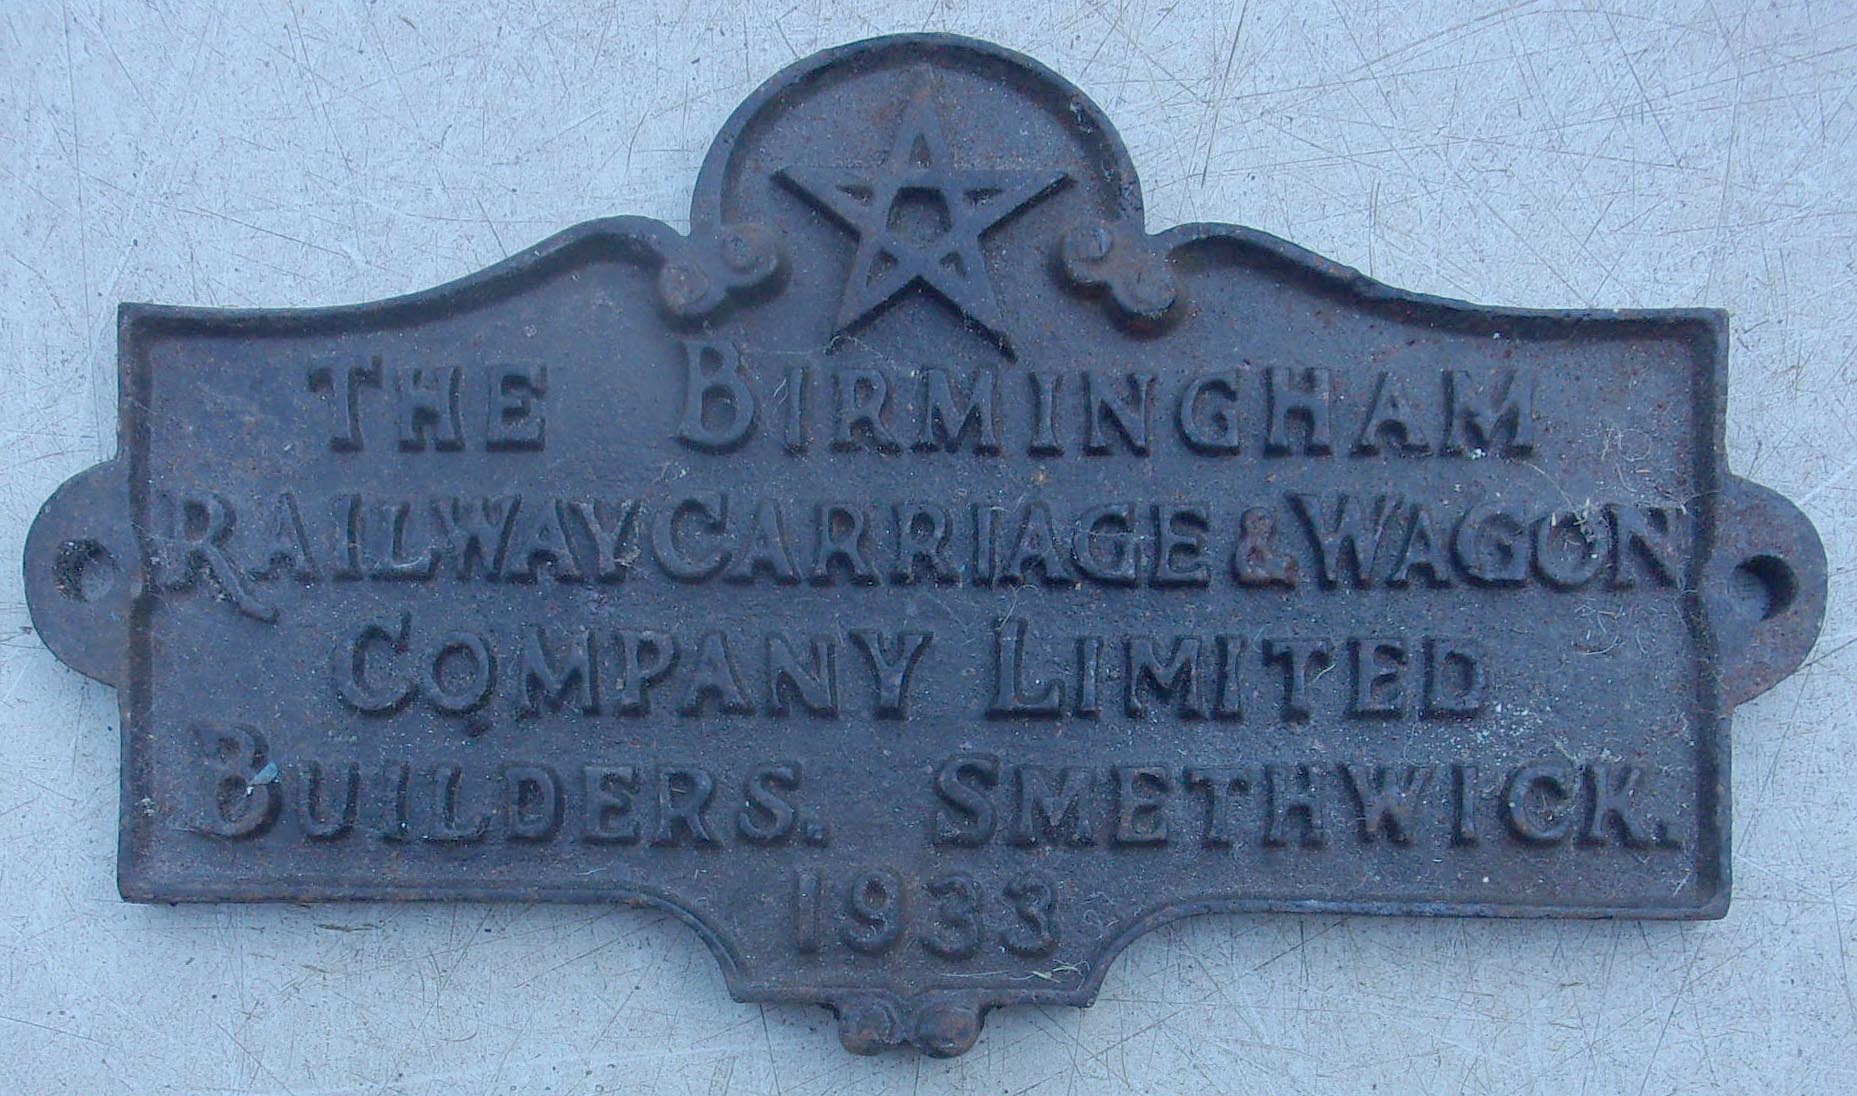 THE BIRMINGHAM
RAILWAY CARRIAGE & WAGON
COMPANY LIMITED
BUILDERS. SMETHWICK.
1933